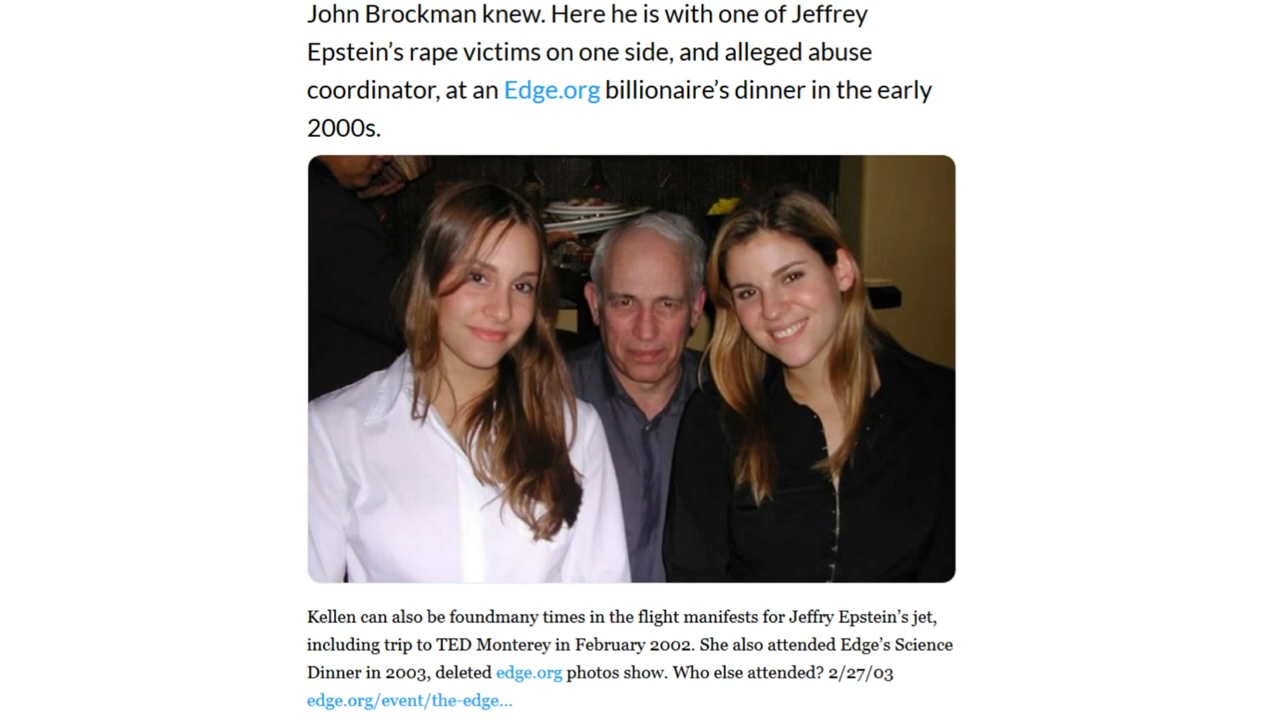 John Brockman knew. Here he is with one of Jeffrey
Epstein's rape victims on one side, and alleged abuse
coordinator, at an Edge.org billionaire's dinner in the early
2000s.
Kellen can also be foundmany times in the flight manifests for Jeffry Epstein's jet,
including trip to TED Monterey in February 2002. She also attended Edge's Science
Dinner in 2003, deleted edge.org photos show. Who else attended? 2/27/03
edge.org/event/the-edge...